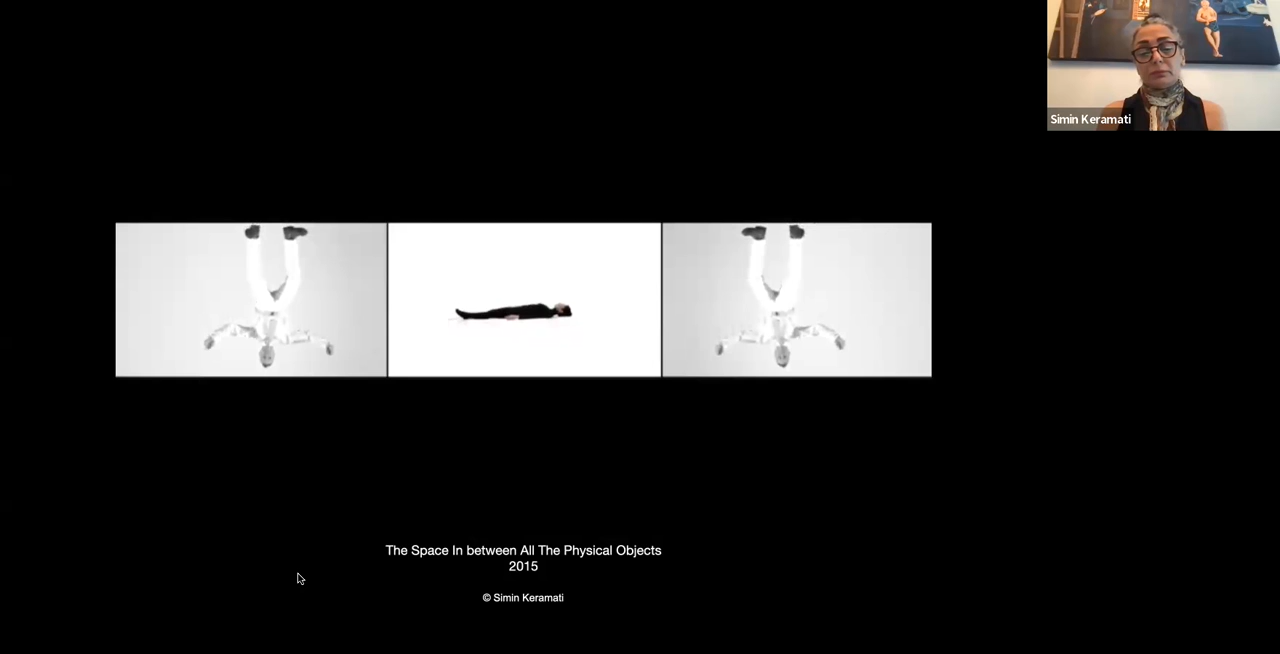 Simin Keramati
The Space In between All The Physical Objects
2015
© Simin Keramati